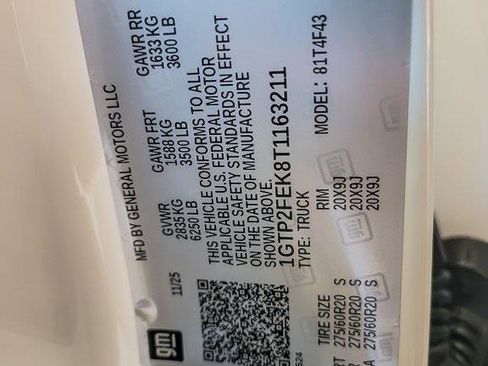 MFD BY GENERAL MOTORS LLC
11/25
GVWR GAWR FRT GAWR RR
2835 KG 1588 KG 1633 KG
6250 LB 3500 LB 3600 LB
THIS VEHICLE CONFORMS TO ALL
APPLICABLE U.S. FEDERAL MOTOR
VEHICLE SAFETY STANDARDS IN EFFECT
ON THE DATE OF MANUFACTURE
SHOWN ABOVE.
1GTP2FEK8T1163211
TYPE: TRUCK MODEL: 81T4F43
gm
TIRE SIZE RIM
275/60R20 S 20X9J
275/60R20 S 20X9J
275/60R20 S 20X9J